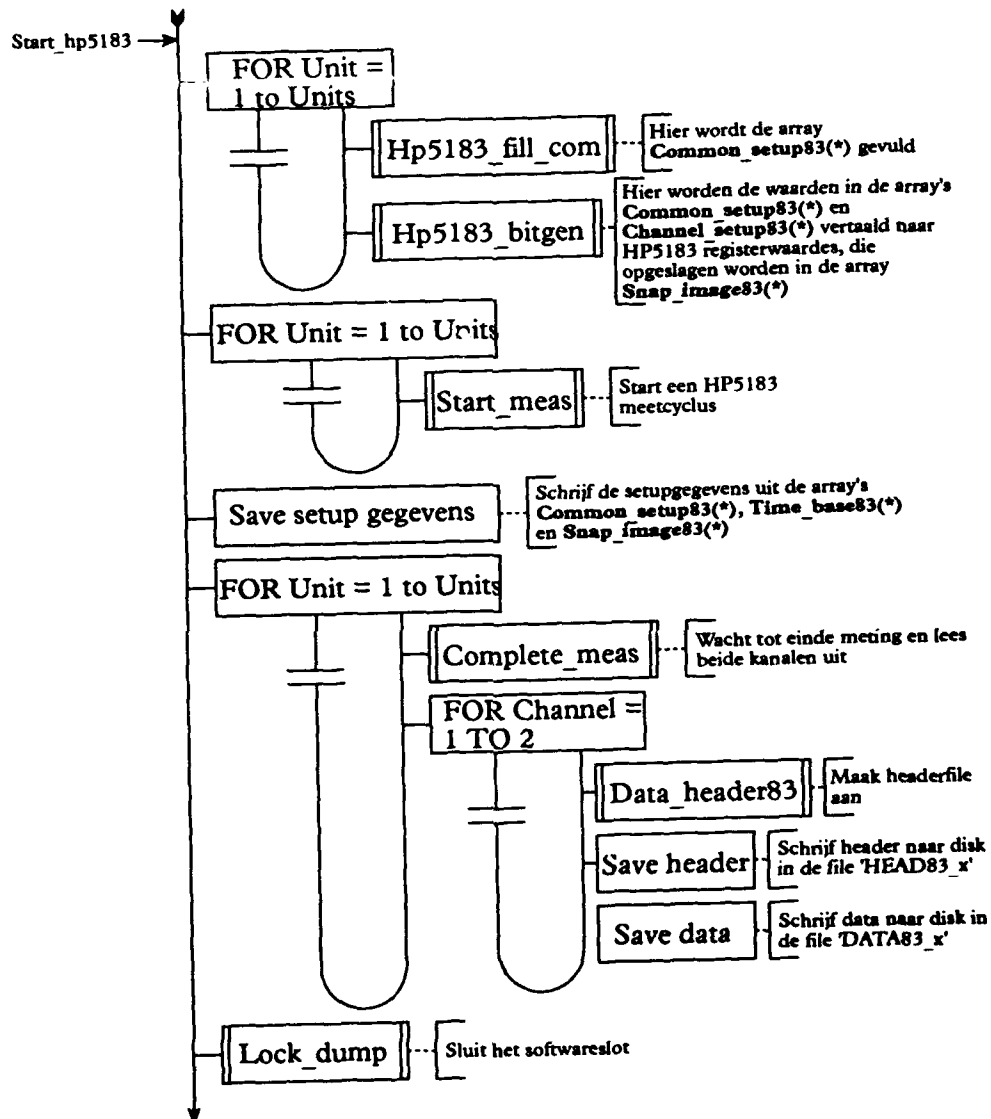 Start_hp5183
FOR Unit =
1 to Units
Hp5183_fill_com
Hier wordt de array
Common_setup83(*) gevuld
Hp5183_bitgen
Hier worden de waarden in de array's
Common_setup83(*) en
Channel_setup83(*) vertaald naar
HP5183 registerwaardes, die
opgeslagen worden in de array
Snap_image83(*)
FOR Unit = 1 to Units
Start_meas
Start een HP5183
meetcyclus
Save setup gegevens
Schrijf de setupgegevens uit de array's
Common_setup83(*), Time_base83(*)
en Snap_image83(*)
FOR Unit = 1 to Units
Complete_meas
Wacht tot einde meting en lees
beide kanalen uit
FOR Channel =
1 TO 2
Data_header83
Maak headerfile
aan
Save header
Schrijf header naar disk
in de file 'HEAD83_x'
Save data
Schrijf data naar disk in
de file 'DATA83_x'
Lock_dump
Sluit het softwareslot